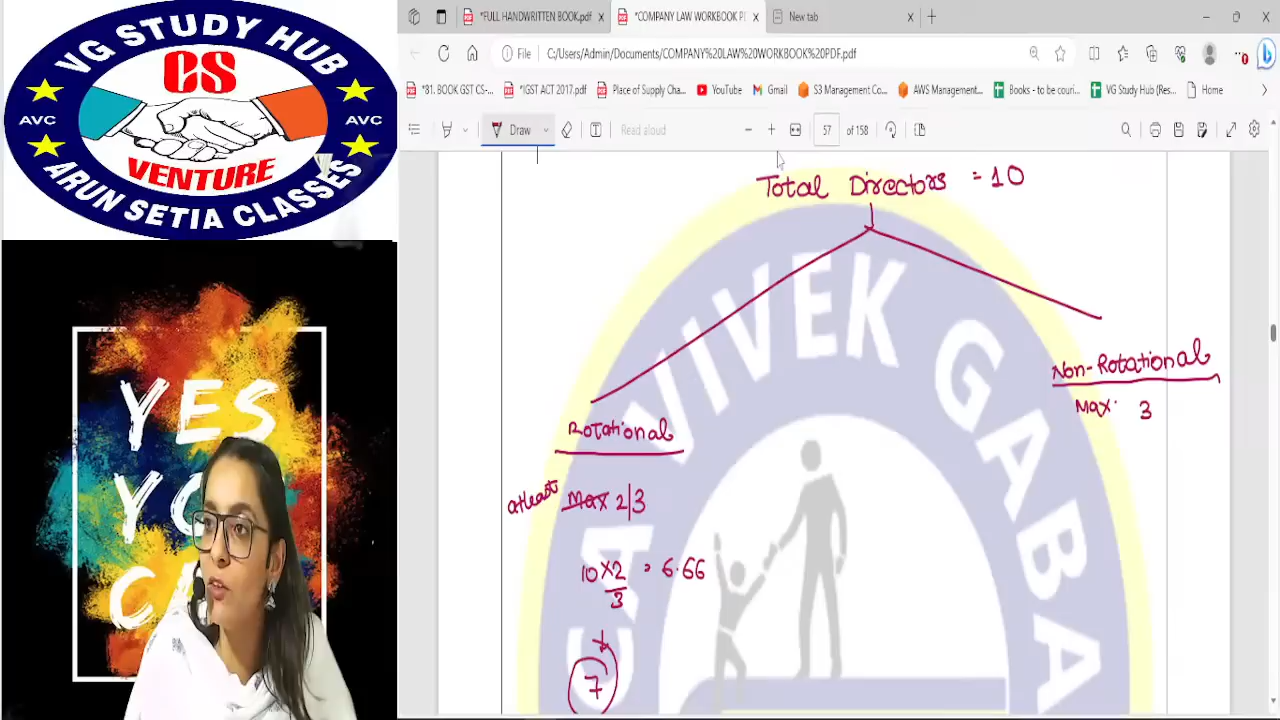 VG STUDY HUB
CS
AVC
AVC
VENTURE
ARUN SETIA CLASSES
YES
YO
CA
*FULL HANDWRITTEN BOOK.pdf
*COMPANY LAW WORKBOOK P
New tab
File
C:/Users/Admin/Documents/COMPANY%20LAW%20WORKBOOK%20PDF.pdf
*81. BOOK GST CS-...
*IGST ACT 2017.pdf
Place of Supply Cha...
YouTube
Gmail
S3 Management Co...
AWS Management...
Books - to be couri...
VG Study Hub (Res...
Home
Draw
Read aloud
57
of 158
Total Directors = 10
Rotational
Non-Rotational
Max. 3
atleast Max 2/3
10 x 2
3
= 6.66
7
VIVEK GABA